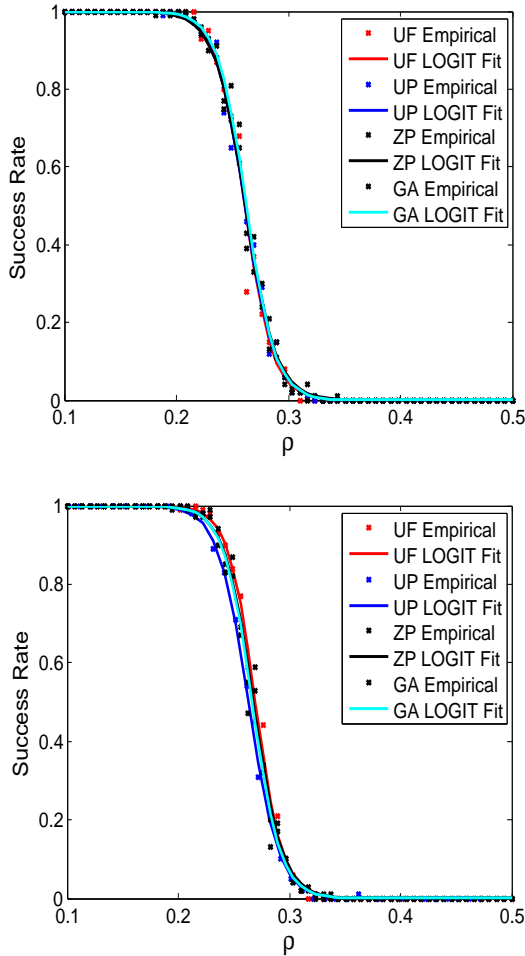 1
0.8
0.6
0.4
0.2
0
Success Rate
0.1
0.2
0.3
0.4
0.5
ρ
UF Empirical
UF LOGIT Fit
UP Empirical
UP LOGIT Fit
ZP Empirical
ZP LOGIT Fit
GA Empirical
GA LOGIT Fit
1
0.8
0.6
0.4
0.2
0
Success Rate
0.1
0.2
0.3
0.4
0.5
ρ
UF Empirical
UF LOGIT Fit
UP Empirical
UP LOGIT Fit
ZP Empirical
ZP LOGIT Fit
GA Empirical
GA LOGIT Fit